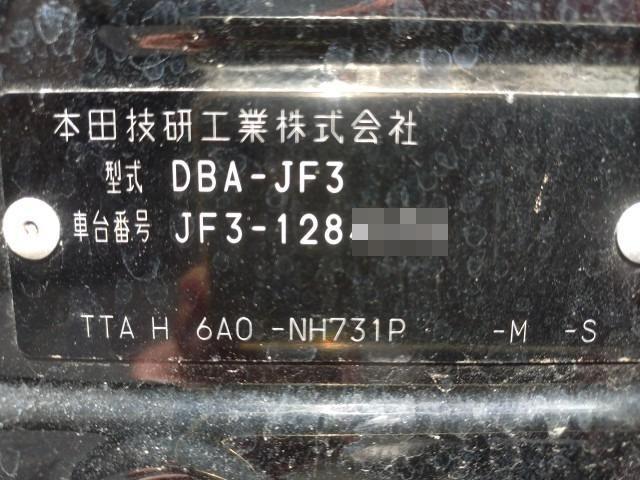 本田技研工業株式会社
型式 DBA-JF3
車台番号 JF3-128
TTA H 6A0 -NH731P -M -S